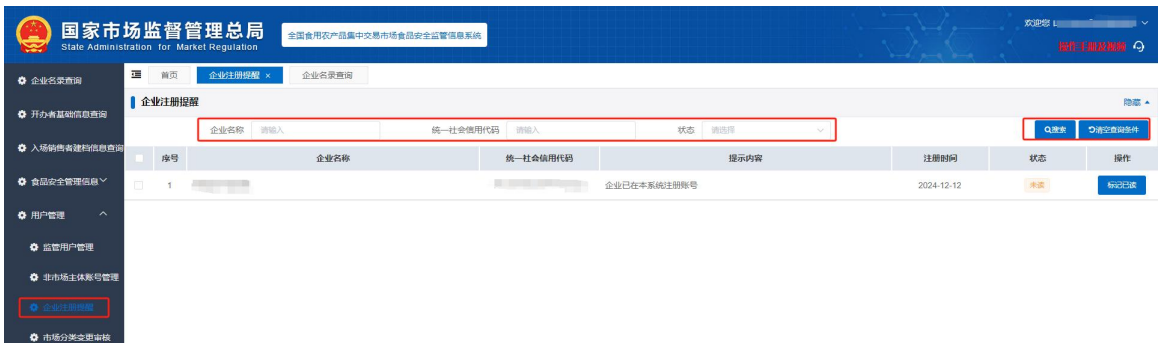 国家市场监督管理总局
State Administration for Market Regulation
全国食用农产品集中交易市场食品安全监管信息系统
欢迎您
操作手册及视频
企业名录查询
开办者基础信息查询
入场销售者建档信息查询
食品安全管理信息
用户管理
监管用户管理
非市场主体账号管理
企业注册提醒
市场分类变更审核
首页 企业注册提醒 × 企业名录查询
企业注册提醒 隐藏
企业名称 请输入 统一社会信用代码 请输入 状态 请选择 搜索 清空查询条件
序号 企业名称 统一社会信用代码 提示内容 注册时间 状态 操作
1 企业已在本系统注册账号 2024-12-12 未读 标记已读